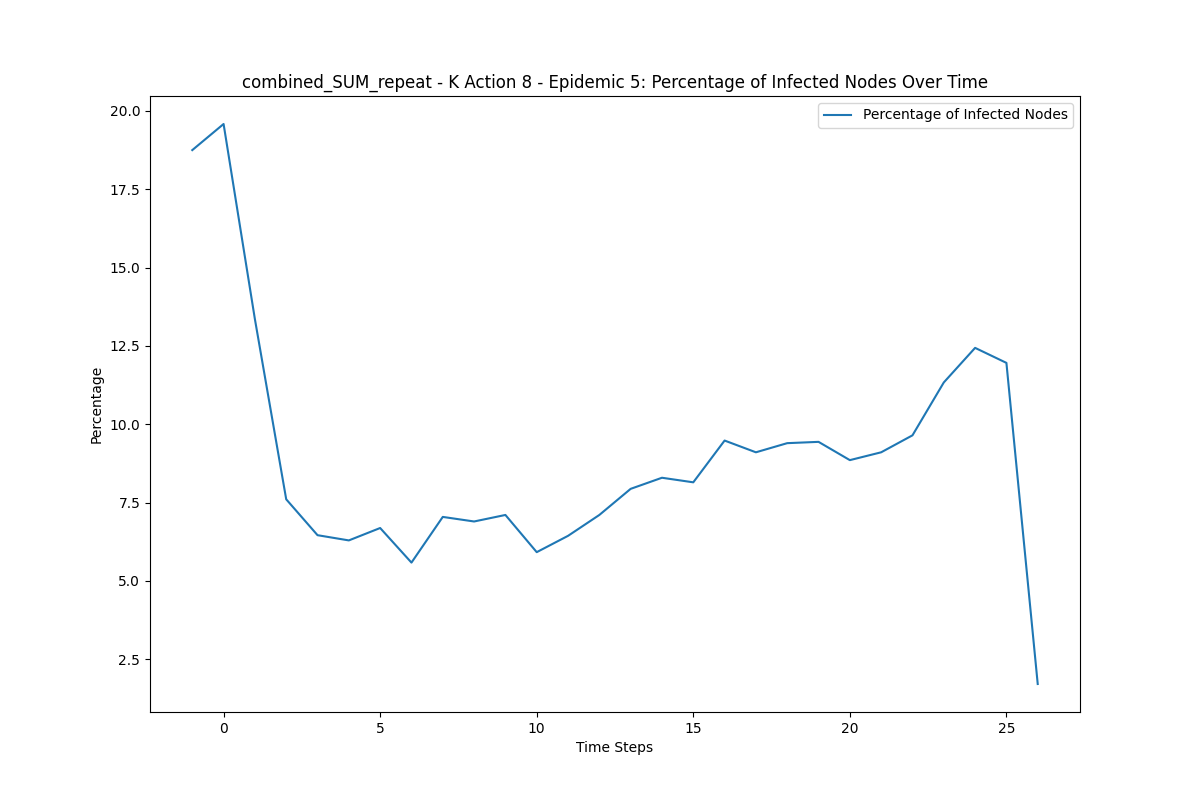 combined_SUM_repeat - K Action 8 - Epidemic 5: Percentage of Infected Nodes Over Time
Percentage of Infected Nodes
20.0
17.5
15.0
12.5
10.0
7.5
5.0
2.5
Percentage
0 5 10 15 20 25
Time Steps